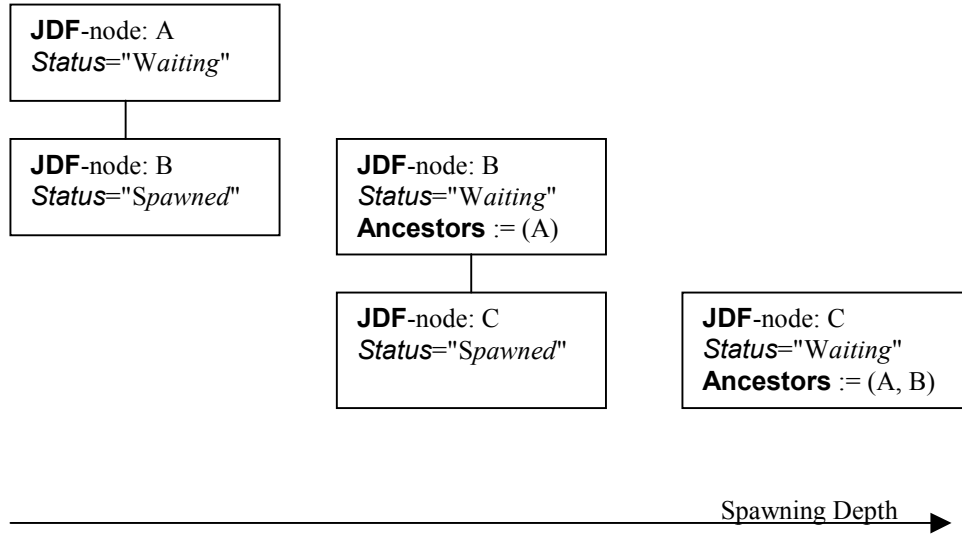 JDF-node: A
Status="Waiting"
JDF-node: B
Status="Spawned"
JDF-node: B
Status="Waiting"
Ancestors := (A)
JDF-node: C
Status="Spawned"
JDF-node: C
Status="Waiting"
Ancestors := (A, B)
Spawning Depth